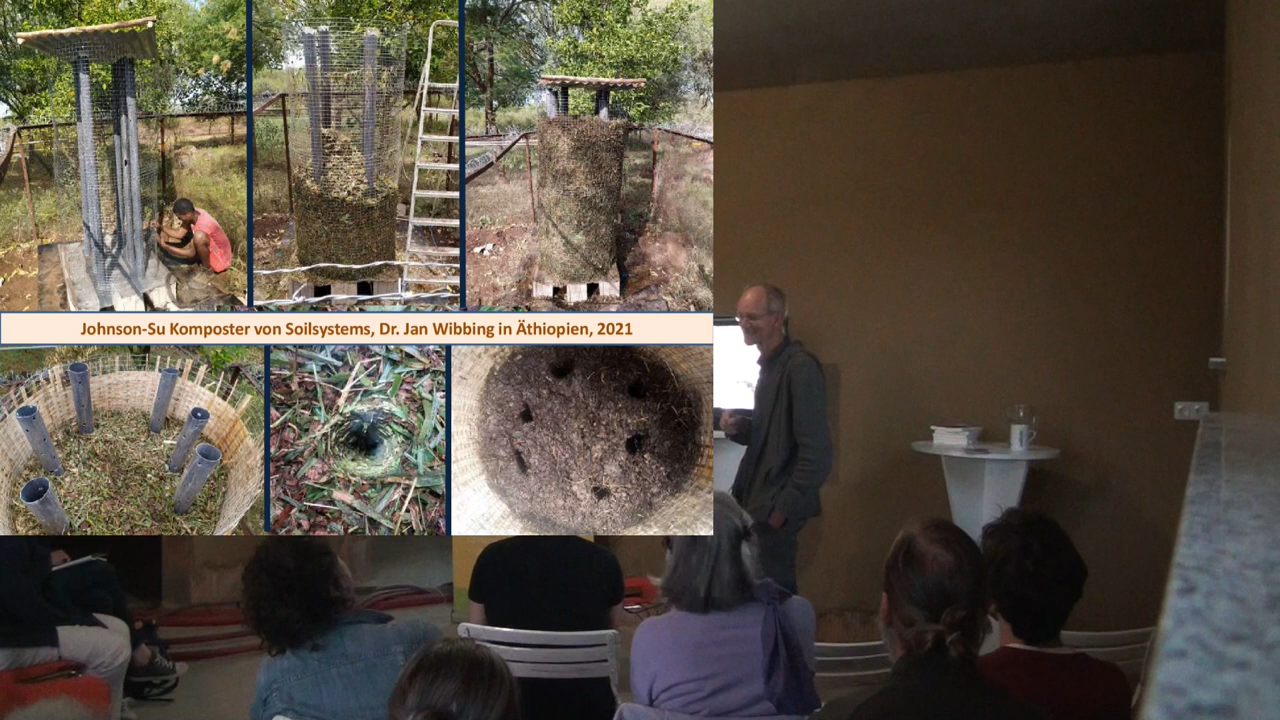 Johnson-Su Komposter von Soilsystems, Dr. Jan Wibbing in Äthiopien, 2021